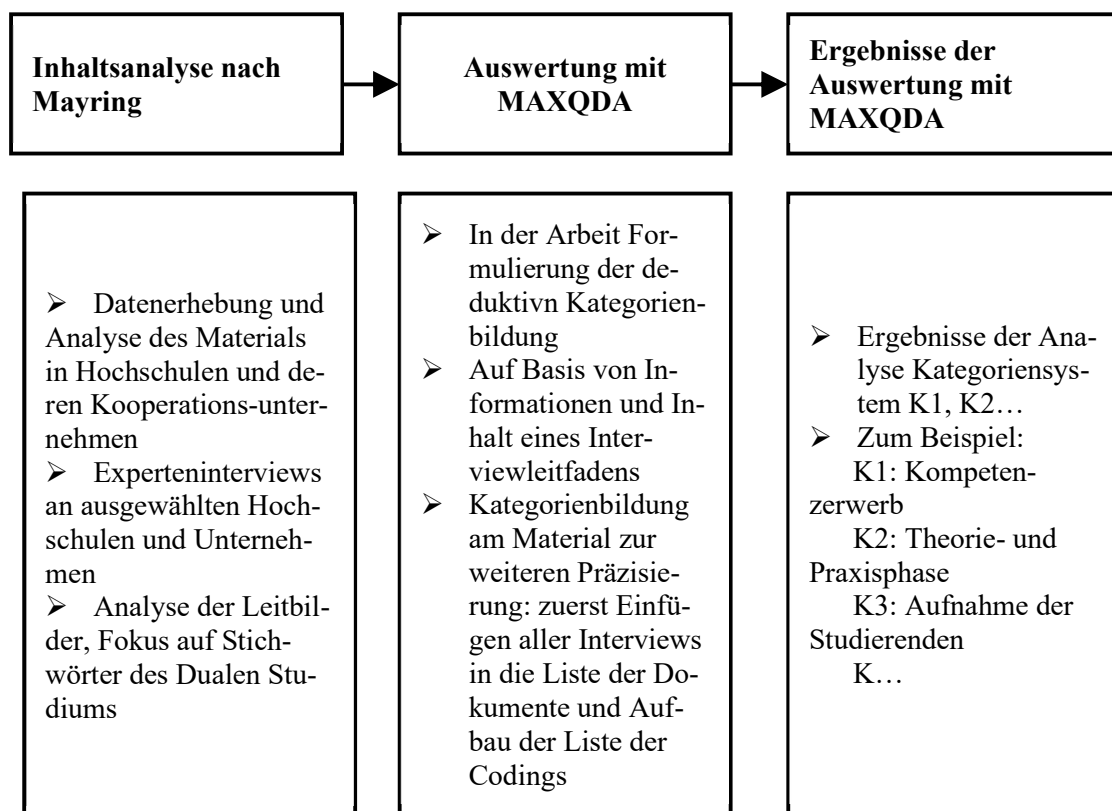 Inhaltsanalyse nach
Mayring
Auswertung mit
MAXQDA
Ergebnisse der
Auswertung mit
MAXQDA
➢ Datenerhebung und
Analyse des Materials
in Hochschulen und de-
ren Kooperations-unter-
nehmen
➢ Experteninterviews
an ausgewählten Hoch-
schulen und Unterneh-
men
➢ Analyse der Leitbil-
der, Fokus auf Stich-
wörter des Dualen Stu-
diums
➢ In der Arbeit For-
mulierung der de-
duktivn Kategorien-
bildung
➢ Auf Basis von In-
formationen und In-
halt eines Inter-
viewleitfadens
➢ Kategorienbildung
am Material zur
weiteren Präzisie-
rung: zuerst Einfü-
gen aller Interviews
in die Liste der Do-
kumente und Auf-
bau der Liste der
Codings
➢ Ergebnisse der Ana-
lyse Kategoriensys-
tem K1, K2…
➢ Zum Beispiel:
K1: Kompeten-
zerwerb
K2: Theorie- und
Praxisphase
K3: Aufnahme der
Studierenden
K…